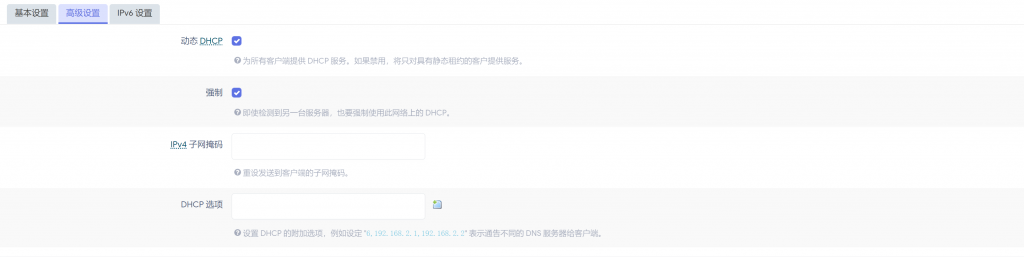 基本设置 高级设置 IPv6 设置
动态 DHCP
为所有客户端提供 DHCP 服务。如果禁用，将只对具有静态租约的客户提供服务。
强制
即使检测到另一台服务器，也要强制使用此网络上的 DHCP。
IPv4 子网掩码
重设发送到客户端的子网掩码。
DHCP 选项
设置 DHCP 的附加选项，例如设定 "6,192.168.2.1,192.168.2.2" 表示通告不同的 DNS 服务器给客户端。